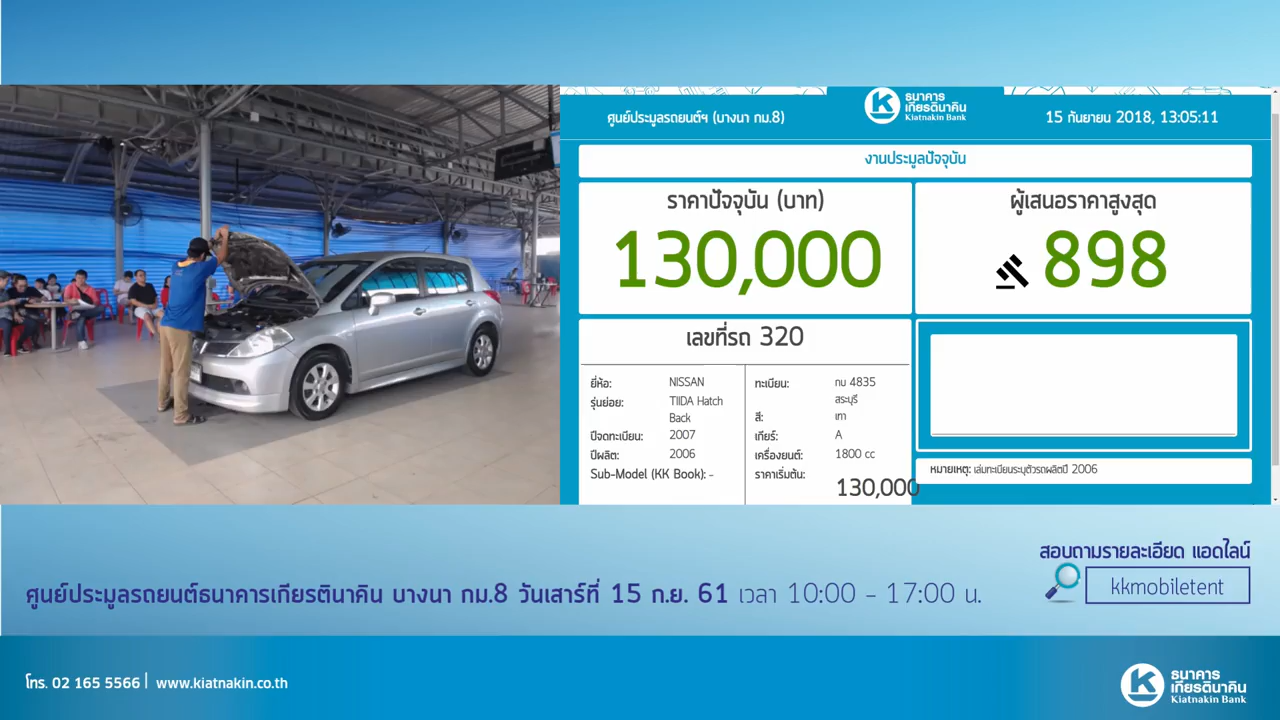 ศูนย์ประมูลรถยนต์ฯ (บางนา กม.8)
ธนาคาร
เกียรตินาคิน
Kiatnakin Bank
15 กันยายน 2018, 13:05:11
งานประมูลปัจจุบัน
ราคาปัจจุบัน (บาท)
130,000
ผู้เสนอราคาสูงสุด
898
เลขที่รถ 320
ยี่ห้อ: NISSAN
รุ่นย่อย: TIIDA Hatch
Back
ปีจดทะเบียน: 2007
ปีผลิต: 2006
Sub-Model (KK Book): -
ทะเบียน: กบ 4835
สระบุรี
สี: เทา
เกียร์: A
เครื่องยนต์: 1800 cc
ราคาเริ่มต้น:
130,000
หมายเหตุ: เล่มทะเบียนระบุตัวรถผลิตปี 2006
สอบถามรายละเอียด แอดไลน์
kkmobiletent
ศูนย์ประมูลรถยนต์ธนาคารเกียรตินาคิน บางนา กม.8 วันเสาร์ที่ 15 ก.ย. 61 เวลา 10:00 - 17:00 น.
โทร. 02 165 5566 | www.kiatnakin.co.th
ธนาคาร
เกียรตินาคิน
Kiatnakin Bank